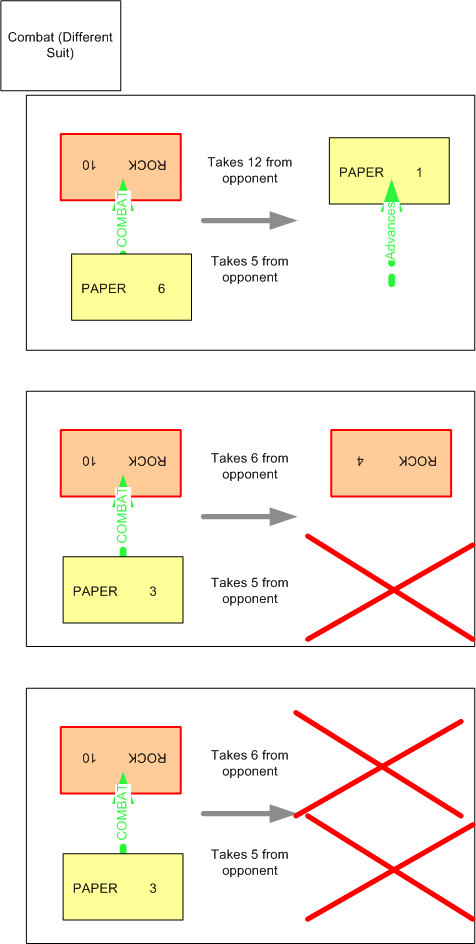 Combat (Different
Suit)
ROCK 10
Takes 12 from
opponent
PAPER 1
COMBAT
Advances
Takes 5 from
opponent
PAPER 6
ROCK 10
Takes 6 from
opponent
ROCK 4
COMBAT
Takes 5 from
opponent
PAPER 3
ROCK 10
Takes 6 from
opponent
COMBAT
Takes 5 from
opponent
PAPER 3